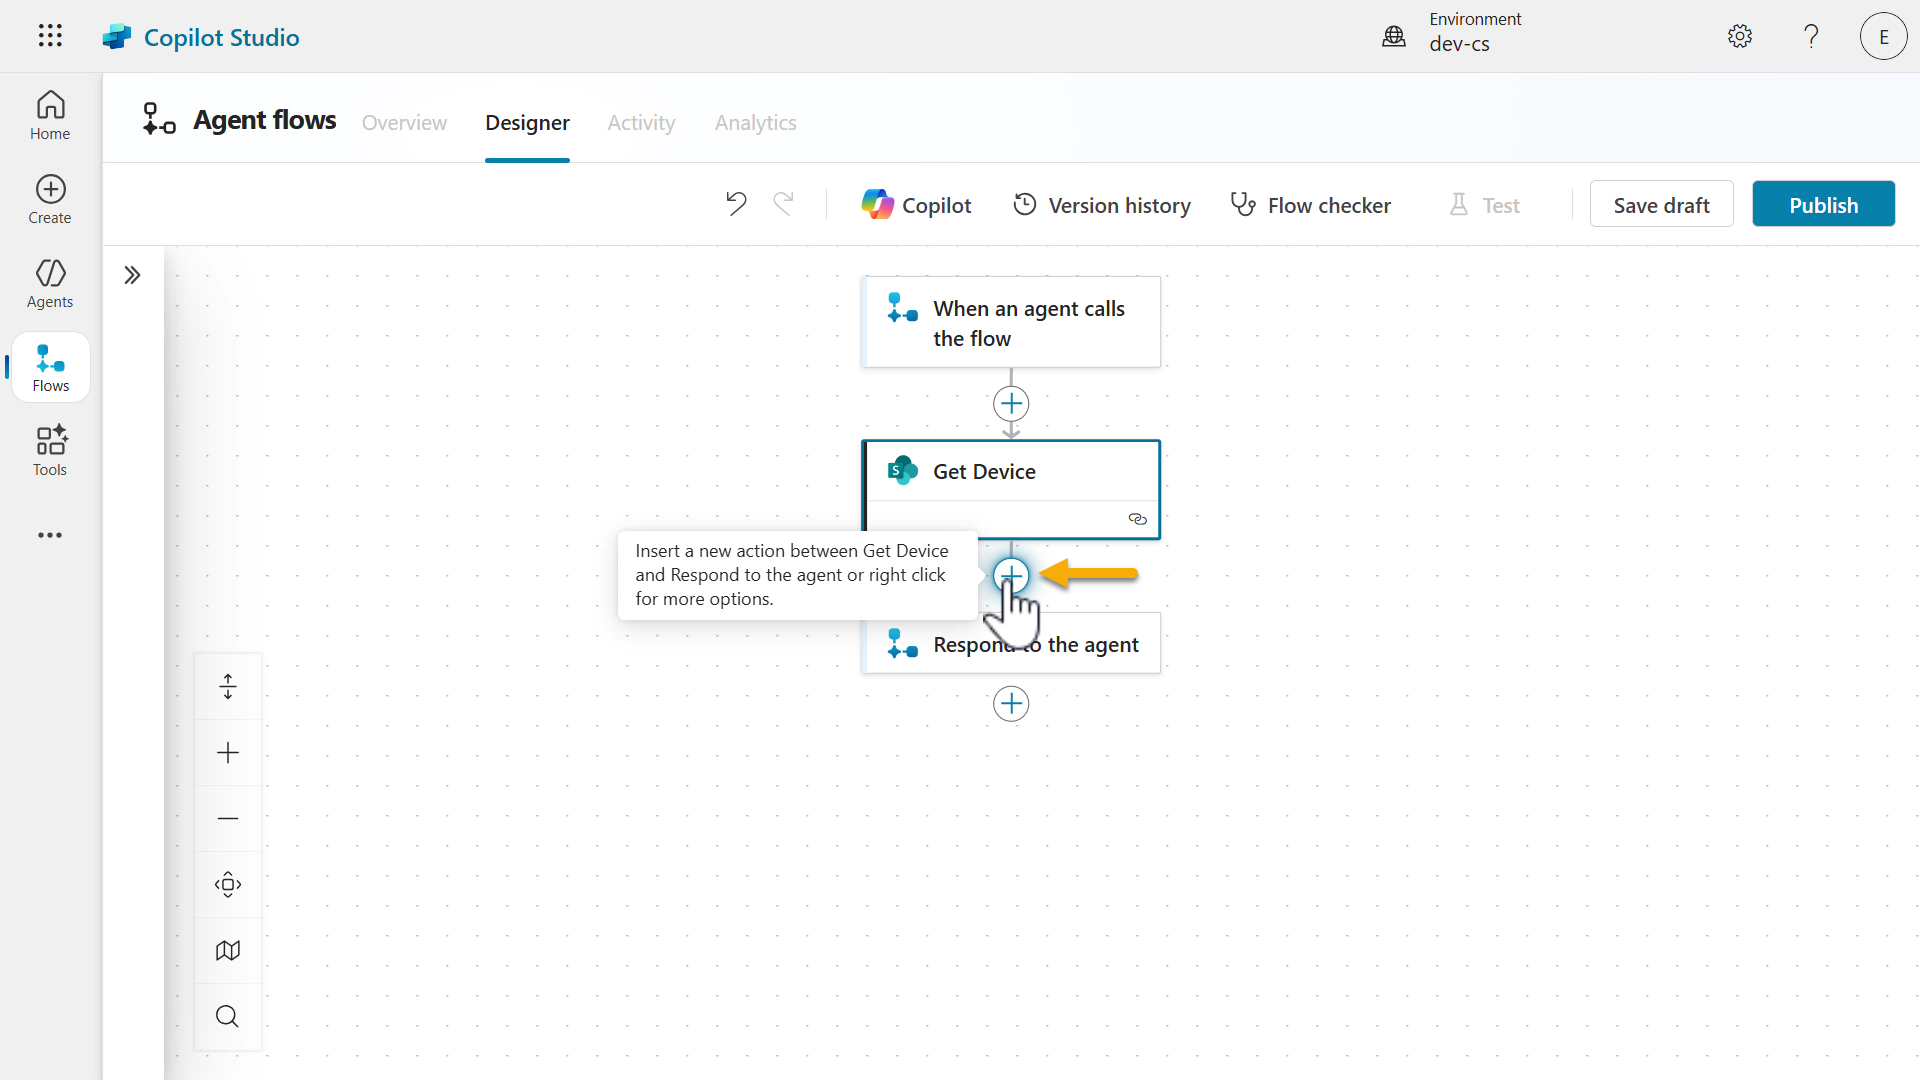 Copilot Studio
Environment
dev-cs
E
Home
Create
Agents
Flows
Tools
Agent flows
Overview
Designer
Activity
Analytics
Copilot
Version history
Flow checker
Test
Save draft
Publish
When an agent calls
the flow
S
Get Device
Insert a new action between Get Device
and Respond to the agent or right click
for more options.
Respond to the agent